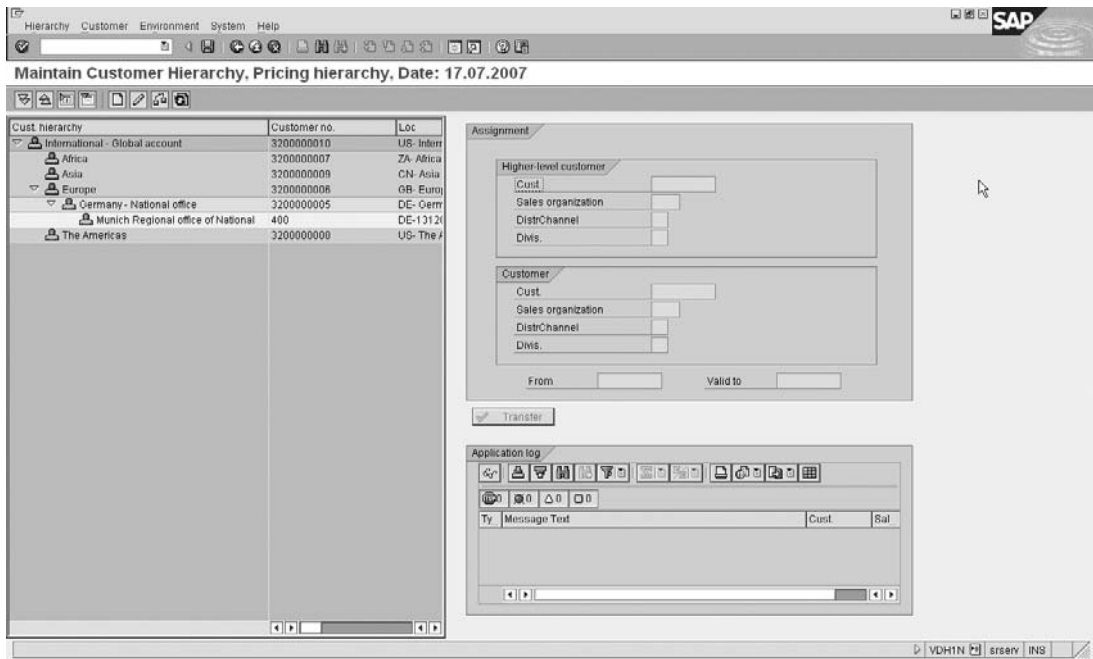 Hierarchy Customer Environment System Help
SAP
Maintain Customer Hierarchy, Pricing hierarchy, Date: 17.07.2007
Cust. hierarchy Customer no. Loc
International - Global account 3200000010 US- Intern
Africa 3200000007 ZA- Africa
Asia 3200000009 CN- Asia
Europe 3200000006 GB- Euro
Germany - National office 3200000005 DE- Germ
Munich Regional office of National 400 DE-13120
The Americas US- The A
Assignment
Higher-level customer
Cust.
Sales organization
DistrChannel
Divis.
Customer
Cust.
Sales organization
DistrChannel
Divis.
From Valid to
Transfer
Application log
0 0 0 0
Ty Message Text Cust. Sal
VDH1N srserv INS